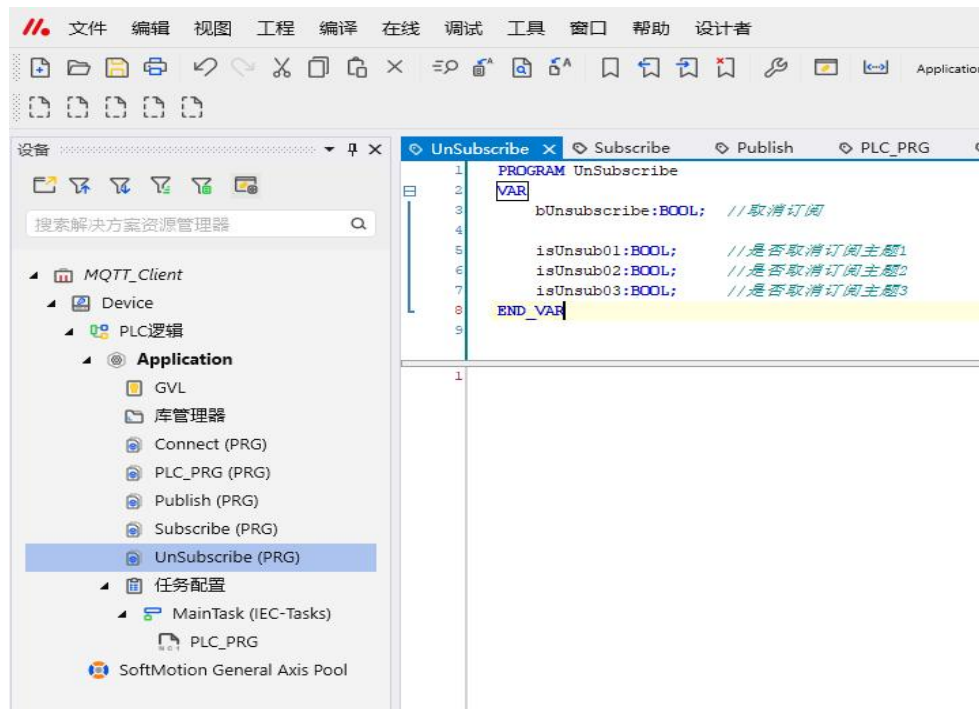 文件 编辑 视图 工程 编译 在线 调试 工具 窗口 帮助 设计者
Application
设备
UnSubscribe Subscribe Publish PLC_PRG
搜索解决方案资源管理器
MQTT_Client
Device
PLC逻辑
Application
GVL
库管理器
Connect (PRG)
PLC_PRG (PRG)
Publish (PRG)
Subscribe (PRG)
UnSubscribe (PRG)
任务配置
MainTask (IEC-Tasks)
PLC_PRG
SoftMotion General Axis Pool
1 PROGRAM UnSubscribe
2 VAR
3 bUnsubscribe:BOOL; //取消订阅
4
5 isUnsub01:BOOL; //是否取消订阅主题1
6 isUnsub02:BOOL; //是否取消订阅主题2
7 isUnsub03:BOOL; //是否取消订阅主题3
8 END_VAR
9
1